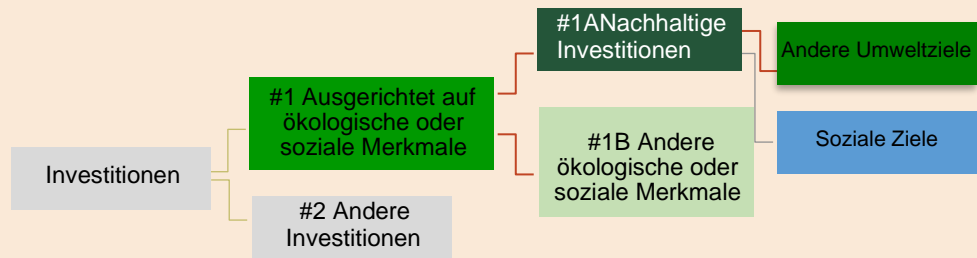 Investitionen
#1 Ausgerichtet auf
ökologische oder
soziale Merkmale
#2 Andere
Investitionen
#1ANachhaltige
Investitionen
#1B Andere
ökologische oder
soziale Merkmale
Andere Umweltziele
Soziale Ziele